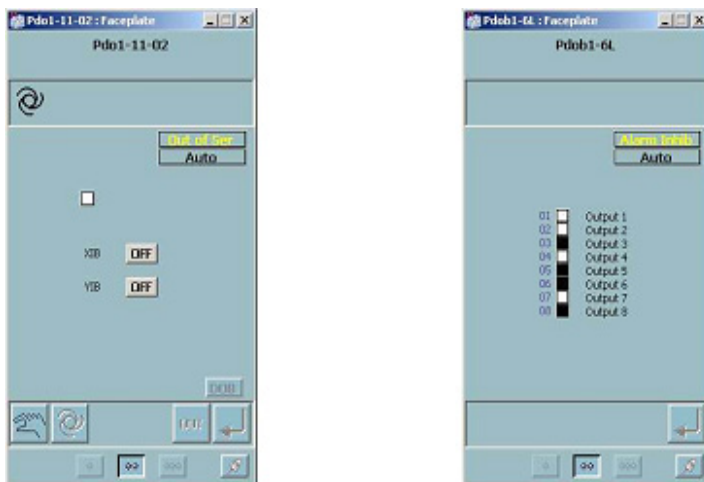 Pdo1-11-02 : Faceplate
Pdo1-11-02
Out of Ser
Auto
XIB OFF
YIB OFF
Pdob1-6L : Faceplate
Pdob1-6L
Alarm Inhib
Auto
01 Output 1
02 Output 2
03 Output 3
04 Output 4
05 Output 5
06 Output 6
07 Output 7
08 Output 8